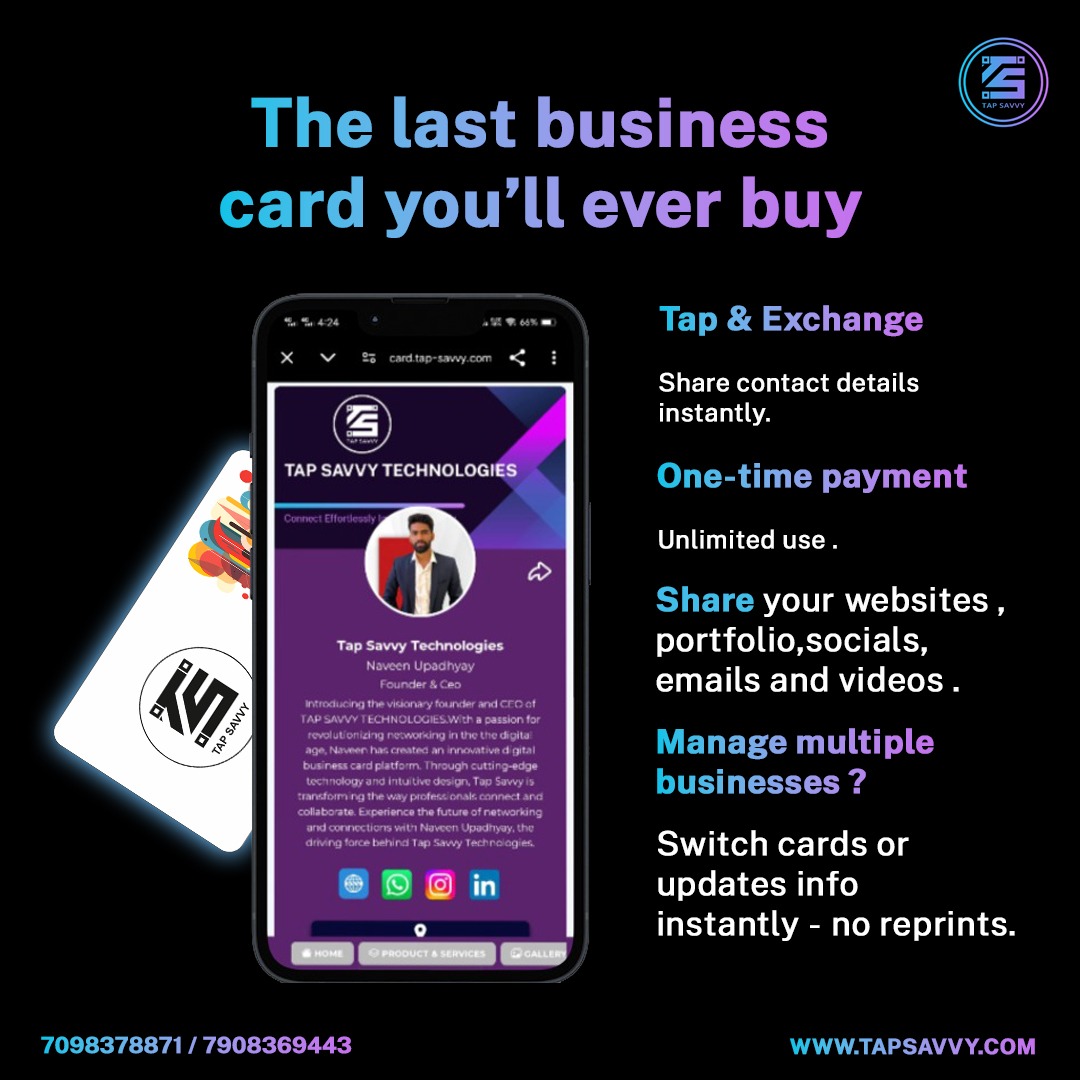 TAP SAVVY
The last business
card you'll ever buy
4:24
66%
card.tap-savvy.com
TAP SAVVY
TAP SAVVY TECHNOLOGIES
Connect Effortlessly
Tap Savvy Technologies
Naveen Upadhyay
Founder & Ceo
Introducing the visionary founder and CEO of
TAP SAVVY TECHNOLOGIES.With a passion for
revolutionizing networking in the the digital
age, Naveen has created an innovative digital
business card platform. Through cutting-edge
technology and intuitive design, Tap Savvy is
transforming the way professionals connect and
collaborate. Experience the future of networking
and connections with Naveen Upadhyay, the
driving force behind Tap Savvy Technologies.
in
HOME
PRODUCT & SERVICES
GALLERY
TAP SAVVY
Tap & Exchange
Share contact details
instantly.
One-time payment
Unlimited use .
Share your websites ,
portfolio,socials,
emails and videos .
Manage multiple
businesses ?
Switch cards or
updates info
instantly - no reprints.
7098378871 / 7908369443
WWW.TAPSAVVY.COM